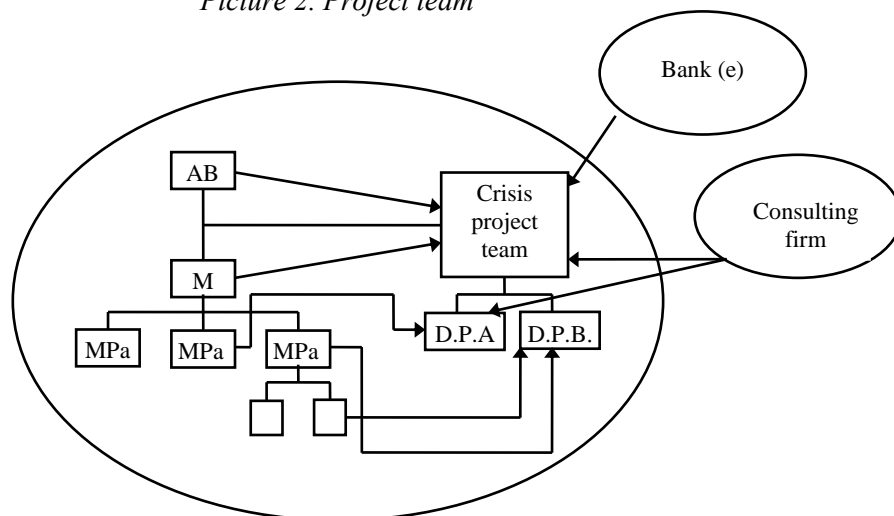 Picture 2. Project team
Bank (e)
AB
Crisis
project
team
Consulting
firm
M
MPa
MPa
MPa
D.P.A
D.P.B.